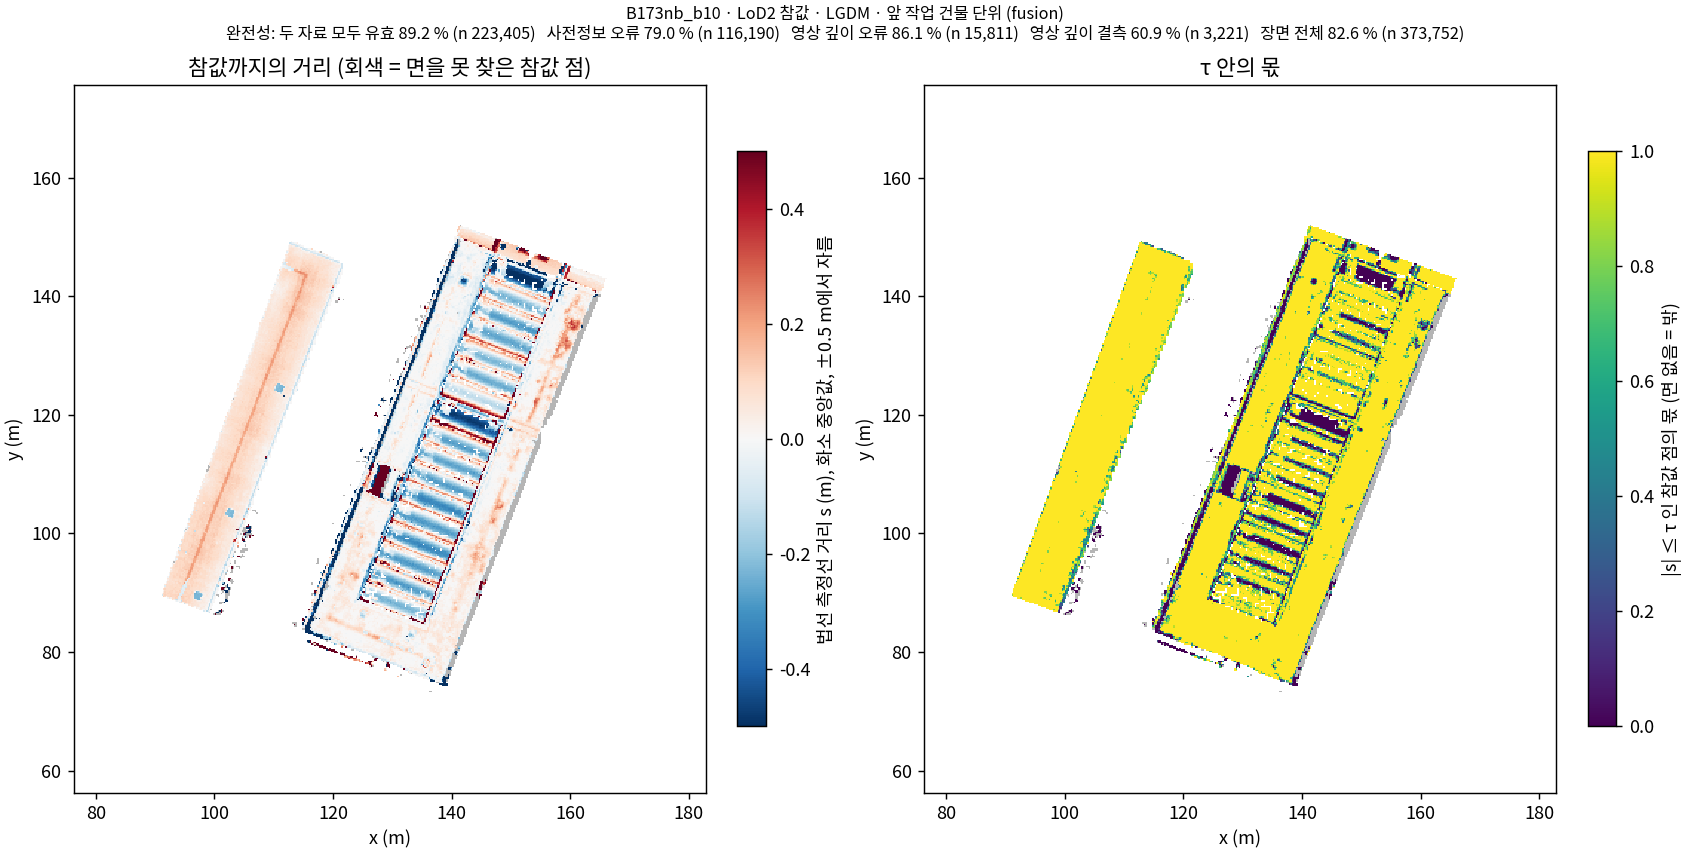 B173nb_b10 · LoD2 참값 · LGDM · 앞 작업 건물 단위 (fusion)
완전성: 두 자료 모두 유효 89.2 % (n 223,405)   사전정보 오류 79.0 % (n 116,190)   영상 깊이 오류 86.1 % (n 15,811)   영상 깊이 결측 60.9 % (n 3,221)   장면 전체 82.6 % (n 373,752)
참값까지의 거리 (회색 = 면을 못 찾은 참값 점)
160
140
120
100
80
60
80 100 120 140 160 180
x (m)
y (m)
0.4
0.2
0.0
-0.2
-0.4
법선 측정선 거리 s (m), 화소 중앙값, ±0.5 m에서 자름
τ 안의 몫
160
140
120
100
80
60
80 100 120 140 160 180
x (m)
y (m)
1.0
0.8
0.6
0.4
0.2
0.0
|s| ≤ τ 인 참값 점의 몫 (면 없음 = 밖)